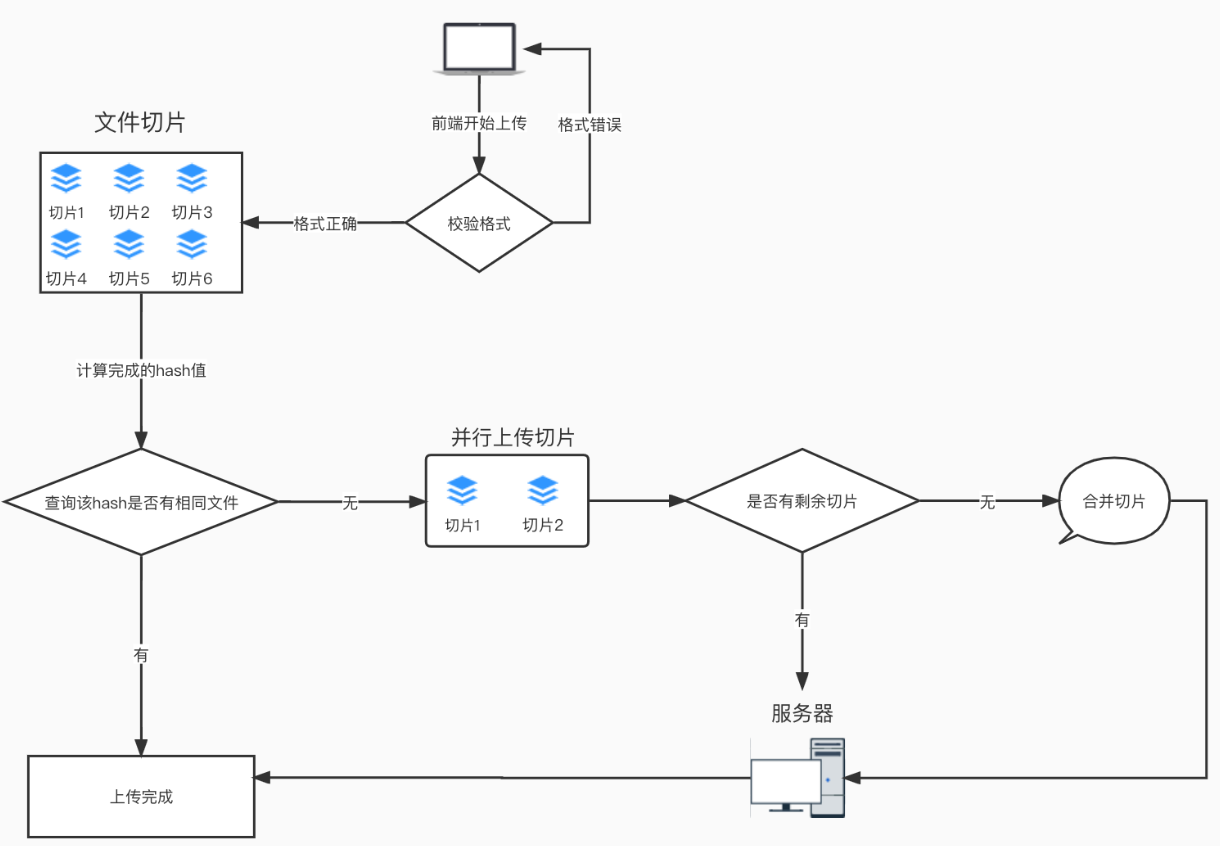 前端开始上传
格式错误
文件切片
切片1
切片2
切片3
切片4
切片5
切片6
格式正确
校验格式
计算完成的hash值
查询该hash是否有相同文件
无
并行上传切片
切片1
切片2
是否有剩余切片
无
合并切片
有
有
服务器
上传完成